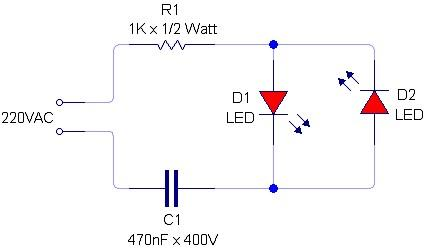 R1
1K x 1/2 Watt
220VAC
D1
LED
D2
LED
C1
470nF x 400V